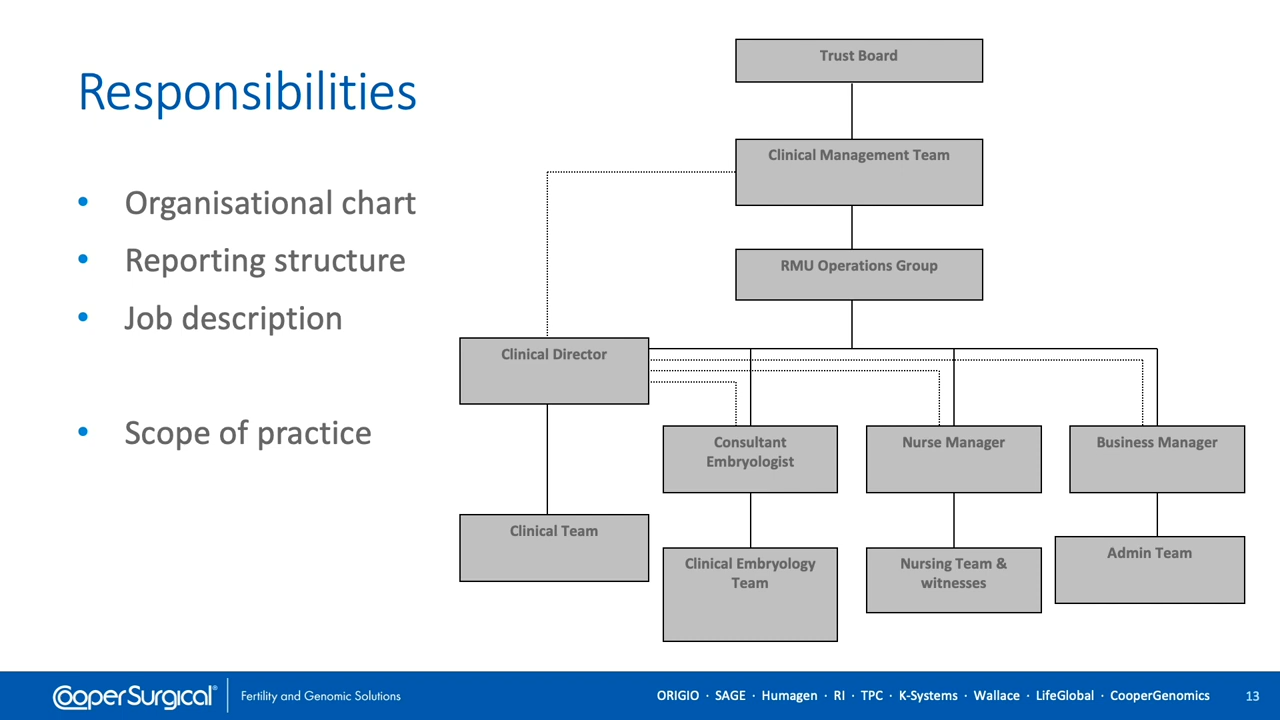 Responsibilities
• Organisational chart
• Reporting structure
• Job description
• Scope of practice
Trust Board
Clinical Management Team
RMU Operations Group
Clinical Director
Consultant
Embryologist
Nurse Manager
Business Manager
Clinical Team
Clinical Embryology
Team
Nursing Team &
witnesses
Admin Team
CooperSurgical®
Fertility and Genomic Solutions
ORIGIO · SAGE · Humagen · RI · TPC · K-Systems · Wallace · LifeGlobal · CooperGenomics
13